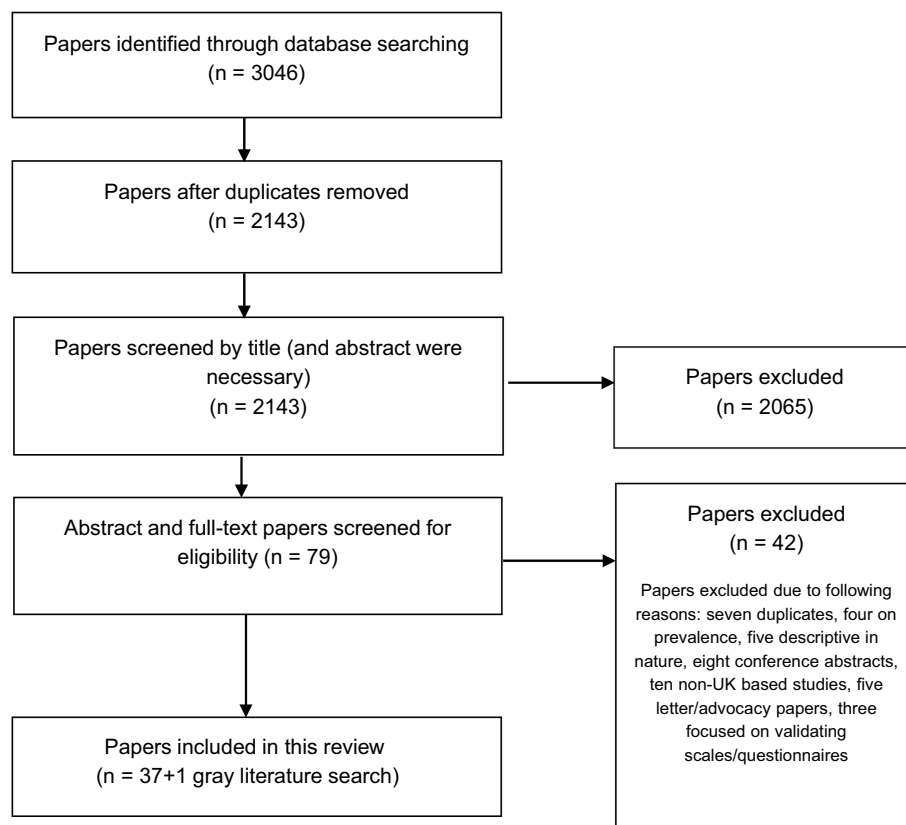 Papers identified through database searching
(n = 3046)
Papers after duplicates removed
(n = 2143)
Papers screened by title (and abstract were
necessary)
(n = 2143)
Papers excluded
(n = 2065)
Abstract and full-text papers screened for
eligibility (n = 79)
Papers excluded
(n = 42)
Papers excluded due to following
reasons: seven duplicates, four on
prevalence, five descriptive in
nature, eight conference abstracts,
ten non-UK based studies, five
letter/advocacy papers, three
focused on validating
scales/questionnaires
Papers included in this review
(n = 37+1 gray literature search)